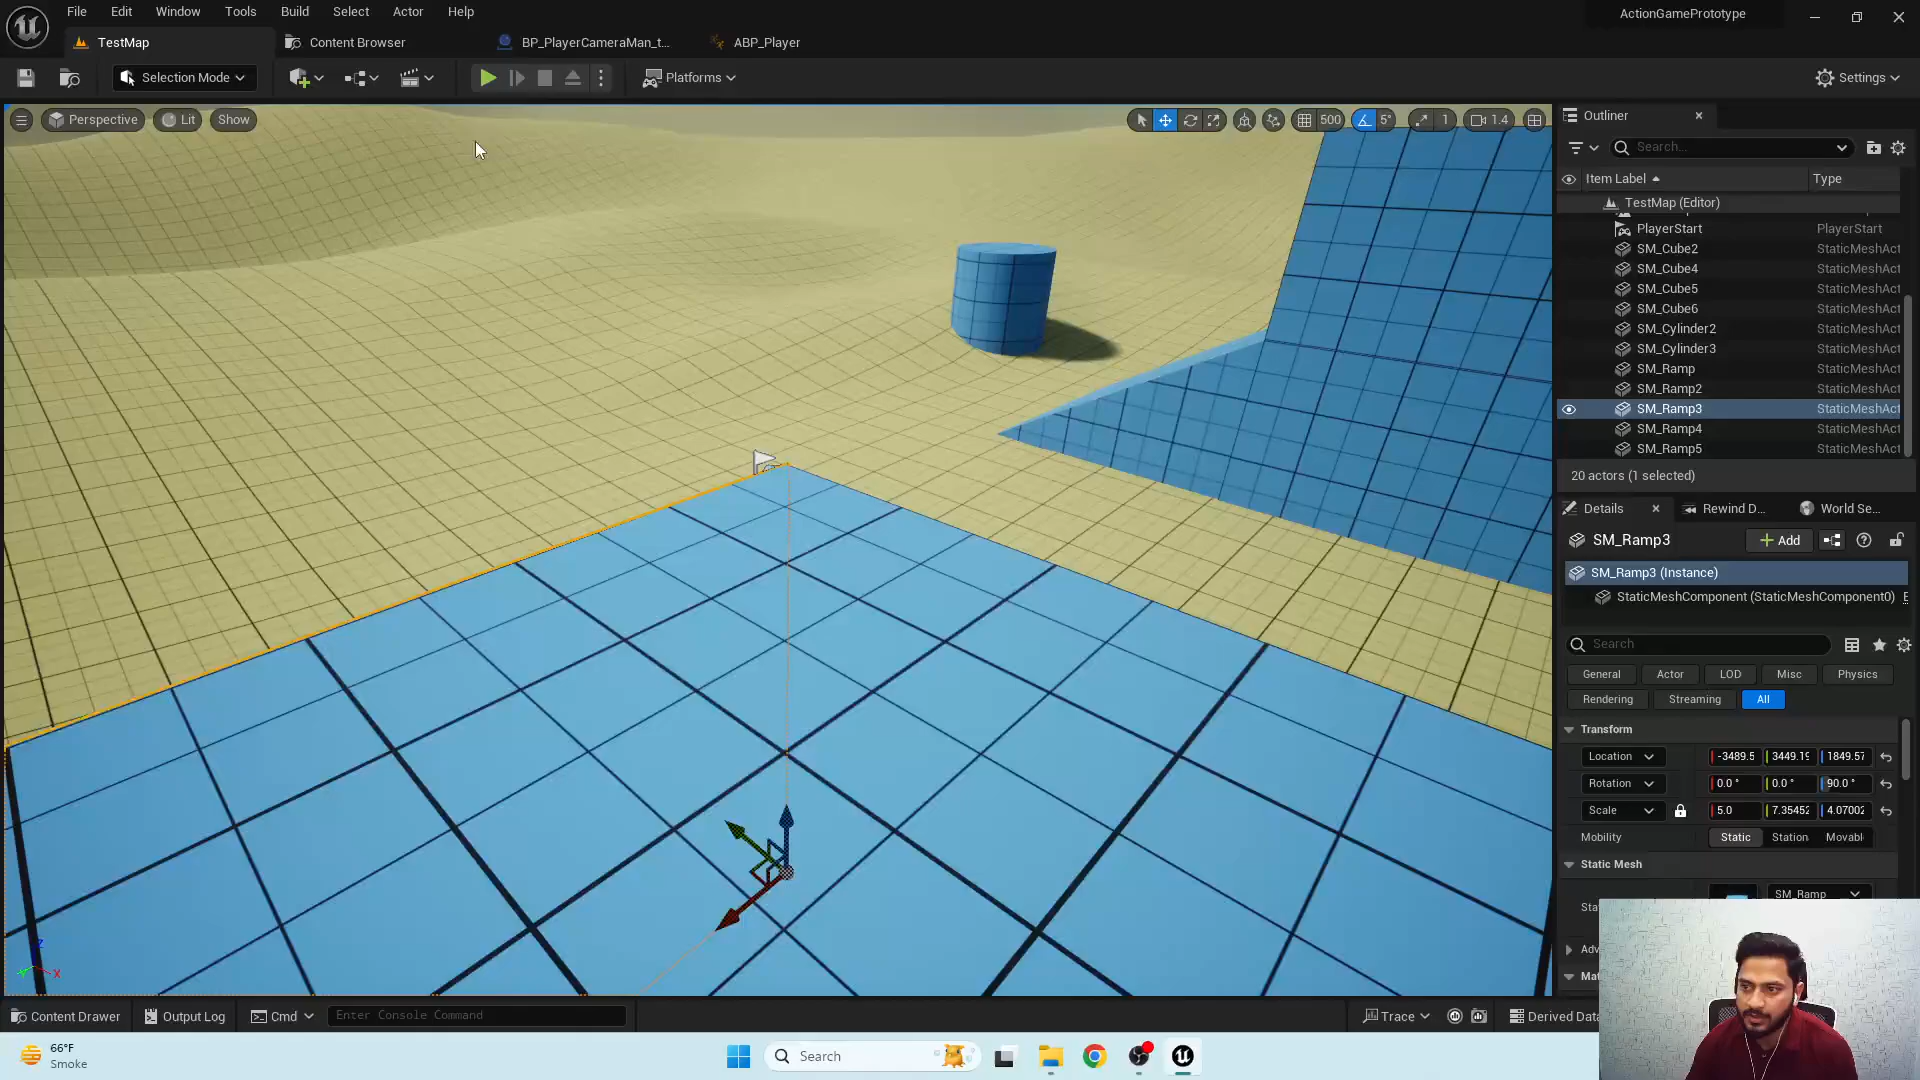 File Edit Window Tools Build Select Actor Help
ActionGamePrototype
TestMap Content Browser BP_PlayerCameraMan_t... ABP_Player
Selection Mode Platforms Settings
Perspective Lit Show 500 5° 1 1.4
Outliner
Search...
Item Label Type
TestMap (Editor)
PlayerStart PlayerStart
SM_Cube2 StaticMeshAct
SM_Cube4 StaticMeshAct
SM_Cube5 StaticMeshAct
SM_Cube6 StaticMeshAct
SM_Cylinder2 StaticMeshAct
SM_Cylinder3 StaticMeshAct
SM_Ramp StaticMeshAct
SM_Ramp2 StaticMeshAct
SM_Ramp3 StaticMeshAct
SM_Ramp4 StaticMeshAct
SM_Ramp5 StaticMeshAct
20 actors (1 selected)
Details Rewind D... World Se...
SM_Ramp3 Add
SM_Ramp3 (Instance)
StaticMeshComponent (StaticMeshComponent0)
Search
General Actor LOD Misc Physics
Rendering Streaming All
Transform
Location -3489.5 3449.19 1849.57
Rotation 0.0 ° 0.0 ° 90.0 °
Scale 5.0 7.35452 4.07002
Mobility Static Station Movabl
Static Mesh
SM_Ramp
Sta
Adv
Mat
Z
X
Content Drawer Output Log Cmd Enter Console Command Trace Derived Data
66°F
Smoke
Search